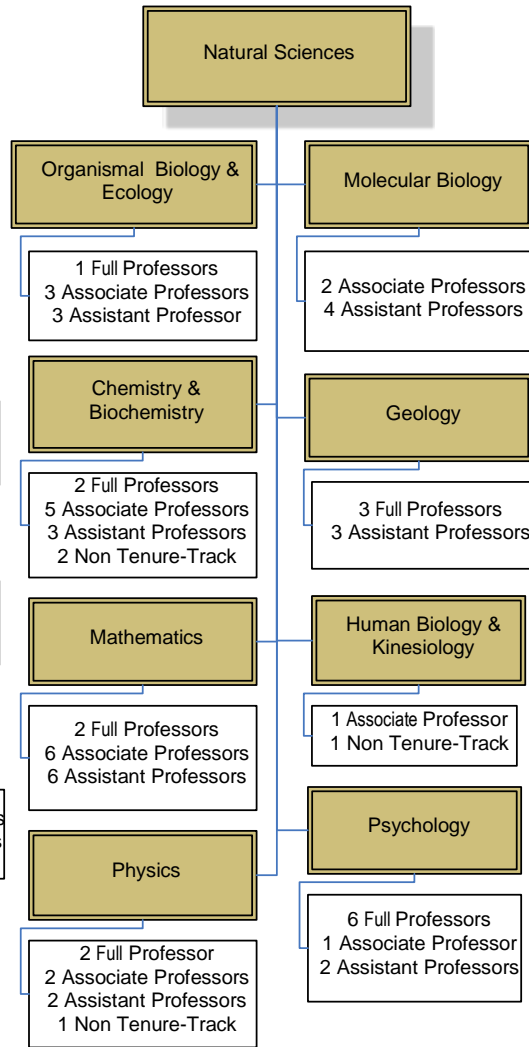 Natural Sciences
Organismal Biology &
Ecology
1 Full Professors
3 Associate Professors
3 Assistant Professor
Molecular Biology
2 Associate Professors
4 Assistant Professors
Chemistry &
Biochemistry
2 Full Professors
5 Associate Professors
3 Assistant Professors
2 Non Tenure-Track
Geology
3 Full Professors
3 Assistant Professors
Mathematics
2 Full Professors
6 Associate Professors
6 Assistant Professors
Human Biology &
Kinesiology
1 Associate Professor
1 Non Tenure-Track
Physics
2 Full Professor
2 Associate Professors
2 Assistant Professors
1 Non Tenure-Track
Psychology
6 Full Professors
1 Associate Professor
2 Assistant Professors